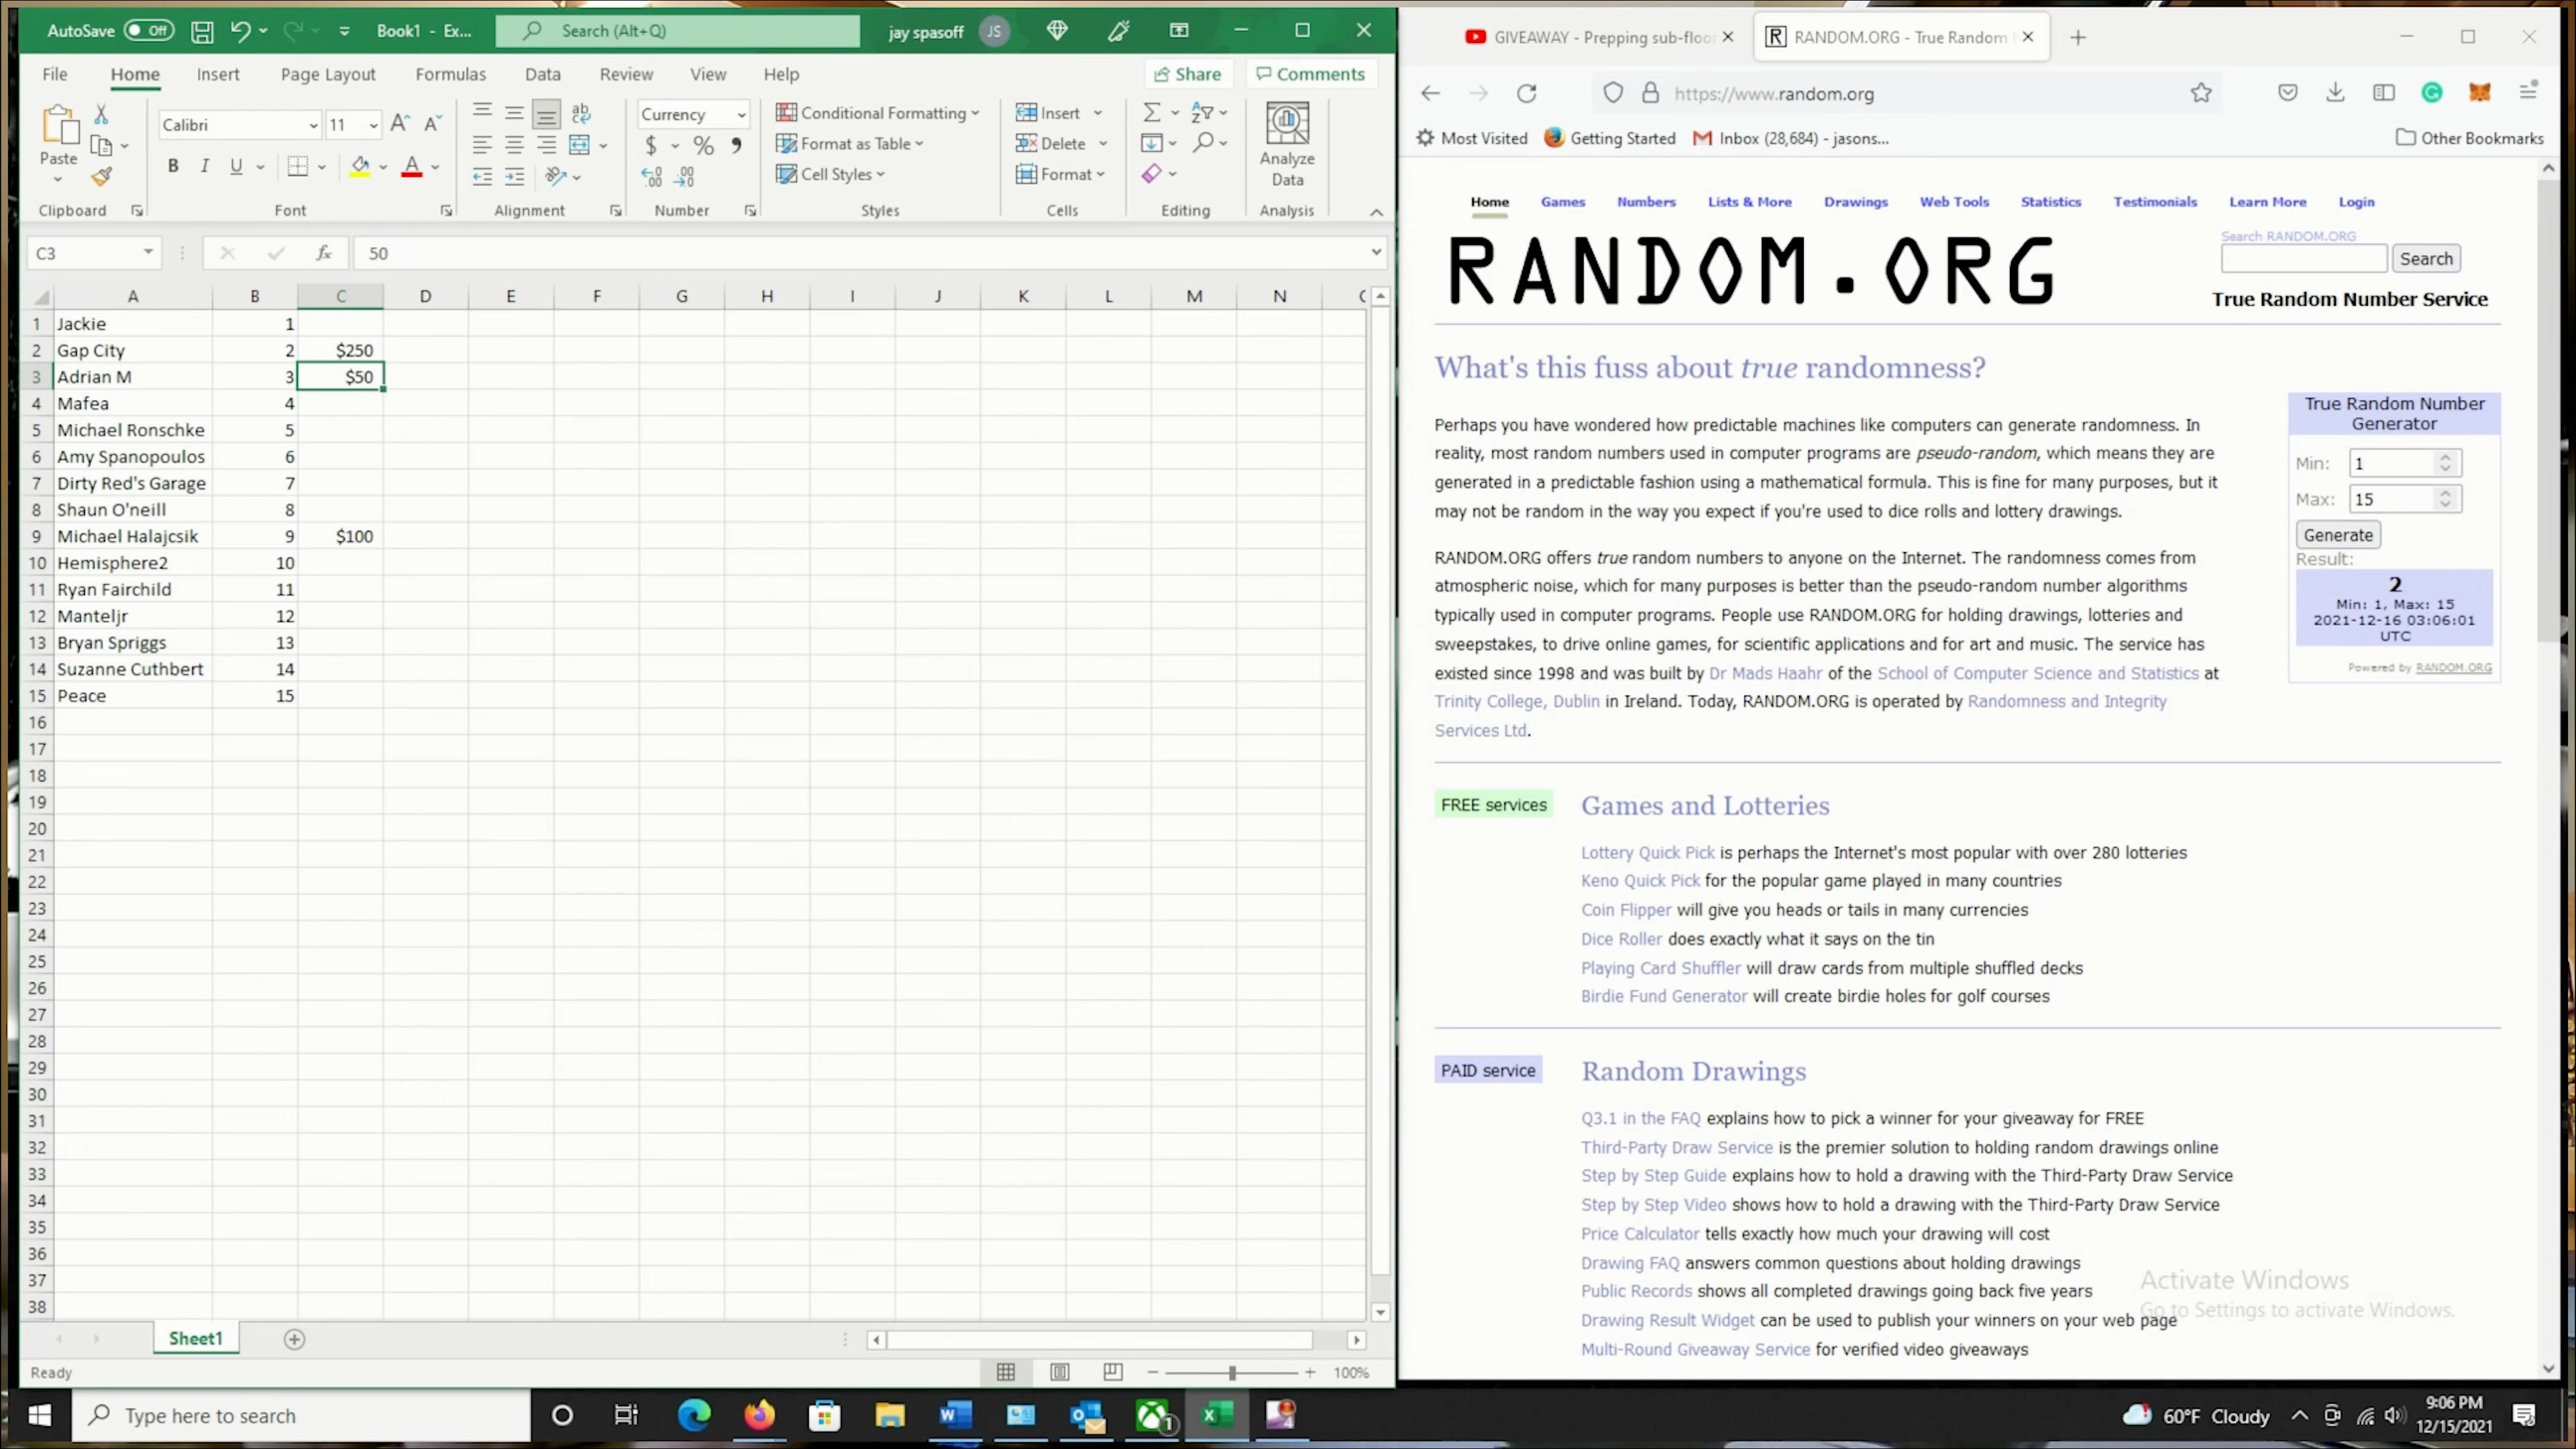 AutoSave Off Book1 - Ex... Search (Alt+Q) jay spasoff JS
File Home Insert Page Layout Formulas Data Review View Help Share Comments
Paste
Calibri 11
B I U
ab
Currency
$ % ,
Conditional Formatting
Format as Table
Cell Styles
Insert
Delete
Format
Analyze
Data
Clipboard Font Alignment Number Styles Cells Editing Analysis
C3 fx 50
A B C D E F G H I J K L M N
1 Jackie 1
2 Gap City 2 $250
3 Adrian M 3 $50
4 Mafea 4
5 Michael Ronschke 5
6 Amy Spanopoulos 6
7 Dirty Red's Garage 7
8 Shaun O'neill 8
9 Michael Halajcsik 9 $100
10 Hemisphere2 10
11 Ryan Fairchild 11
12 Manteljr 12
13 Bryan Spriggs 13
14 Suzanne Cuthbert 14
15 Peace 15
16
17
18
19
20
21
22
23
24
25
26
27
28
29
30
31
32
33
34
35
36
37
38
Sheet1
Ready 100%
GIVEAWAY - Prepping sub-floo RANDOM.ORG - True Random
https://www.random.org
Most Visited Getting Started Inbox (28,684) - jasons... Other Bookmarks
Home Games Numbers Lists & More Drawings Web Tools Statistics Testimonials Learn More Login
RANDOM.ORG
Search RANDOM.ORG
Search
True Random Number Service
What's this fuss about true randomness?
Perhaps you have wondered how predictable machines like computers can generate randomness. In
reality, most random numbers used in computer programs are pseudo-random, which means they are
generated in a predictable fashion using a mathematical formula. This is fine for many purposes, but it
may not be random in the way you expect if you're used to dice rolls and lottery drawings.
RANDOM.ORG offers true random numbers to anyone on the Internet. The randomness comes from
atmospheric noise, which for many purposes is better than the pseudo-random number algorithms
typically used in computer programs. People use RANDOM.ORG for holding drawings, lotteries and
sweepstakes, to drive online games, for scientific applications and for art and music. The service has
existed since 1998 and was built by Dr Mads Haahr of the School of Computer Science and Statistics at
Trinity College, Dublin in Ireland. Today, RANDOM.ORG is operated by Randomness and Integrity
Services Ltd.
True Random Number
Generator
Min: 1
Max: 15
Generate
Result:
2
Min: 1, Max: 15
2021-12-16 03:06:01
UTC
Powered by RANDOM.ORG
FREE services Games and Lotteries
Lottery Quick Pick is perhaps the Internet's most popular with over 280 lotteries
Keno Quick Pick for the popular game played in many countries
Coin Flipper will give you heads or tails in many currencies
Dice Roller does exactly what it says on the tin
Playing Card Shuffler will draw cards from multiple shuffled decks
Birdie Fund Generator will create birdie holes for golf courses
PAID service Random Drawings
Q3.1 in the FAQ explains how to pick a winner for your giveaway for FREE
Third-Party Draw Service is the premier solution to holding random drawings online
Step by Step Guide explains how to hold a drawing with the Third-Party Draw Service
Step by Step Video shows how to hold a drawing with the Third-Party Draw Service
Price Calculator tells exactly how much your drawing will cost
Drawing FAQ answers common questions about holding drawings
Public Records shows all completed drawings going back five years
Drawing Result Widget can be used to publish your winners on your web page
Multi-Round Giveaway Service for verified video giveaways
Activate Windows
Go to Settings to activate Windows.
Type here to search 60°F Cloudy 9:06 PM
12/15/2021